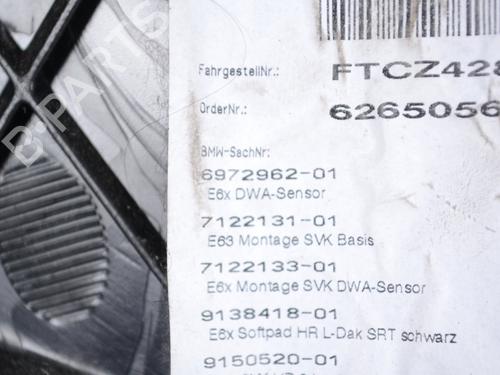 FahrgestellNr.: FTCZ428
OrderNr.: 6265056
BMW-SachNr:
6972962-01
E6x DWA-Sensor
7122131-01
E63 Montage SVK Basis
7122133-01
E6x Montage SVK DWA-Sensor
9138418-01
E6x Softpad HR L-Dak SRT schwarz
9150520-01